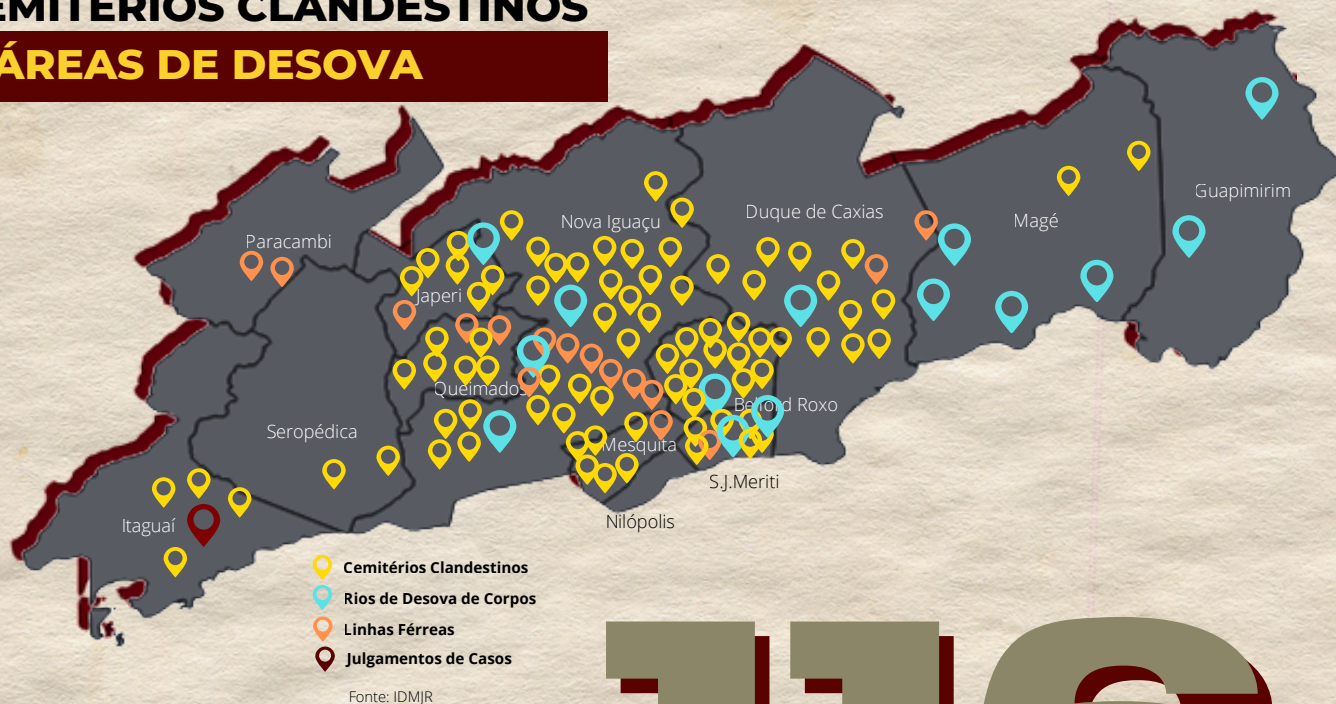 EMITÉRIOS CLANDESTINOS
ÁREAS DE DESOVA
Guapimirim
Duque de Caxias
Nova Iguaçu
Magé
Paracambi
Japeri
Queimados
Belford Roxo
Seropédica
Mesquita
S.J.Meriti
Itaguaí
Nilópolis
Cemitérios Clandestinos
Rios de Desova de Corpos
Linhas Férreas
Julgamentos de Casos
Fonte: IDMJR